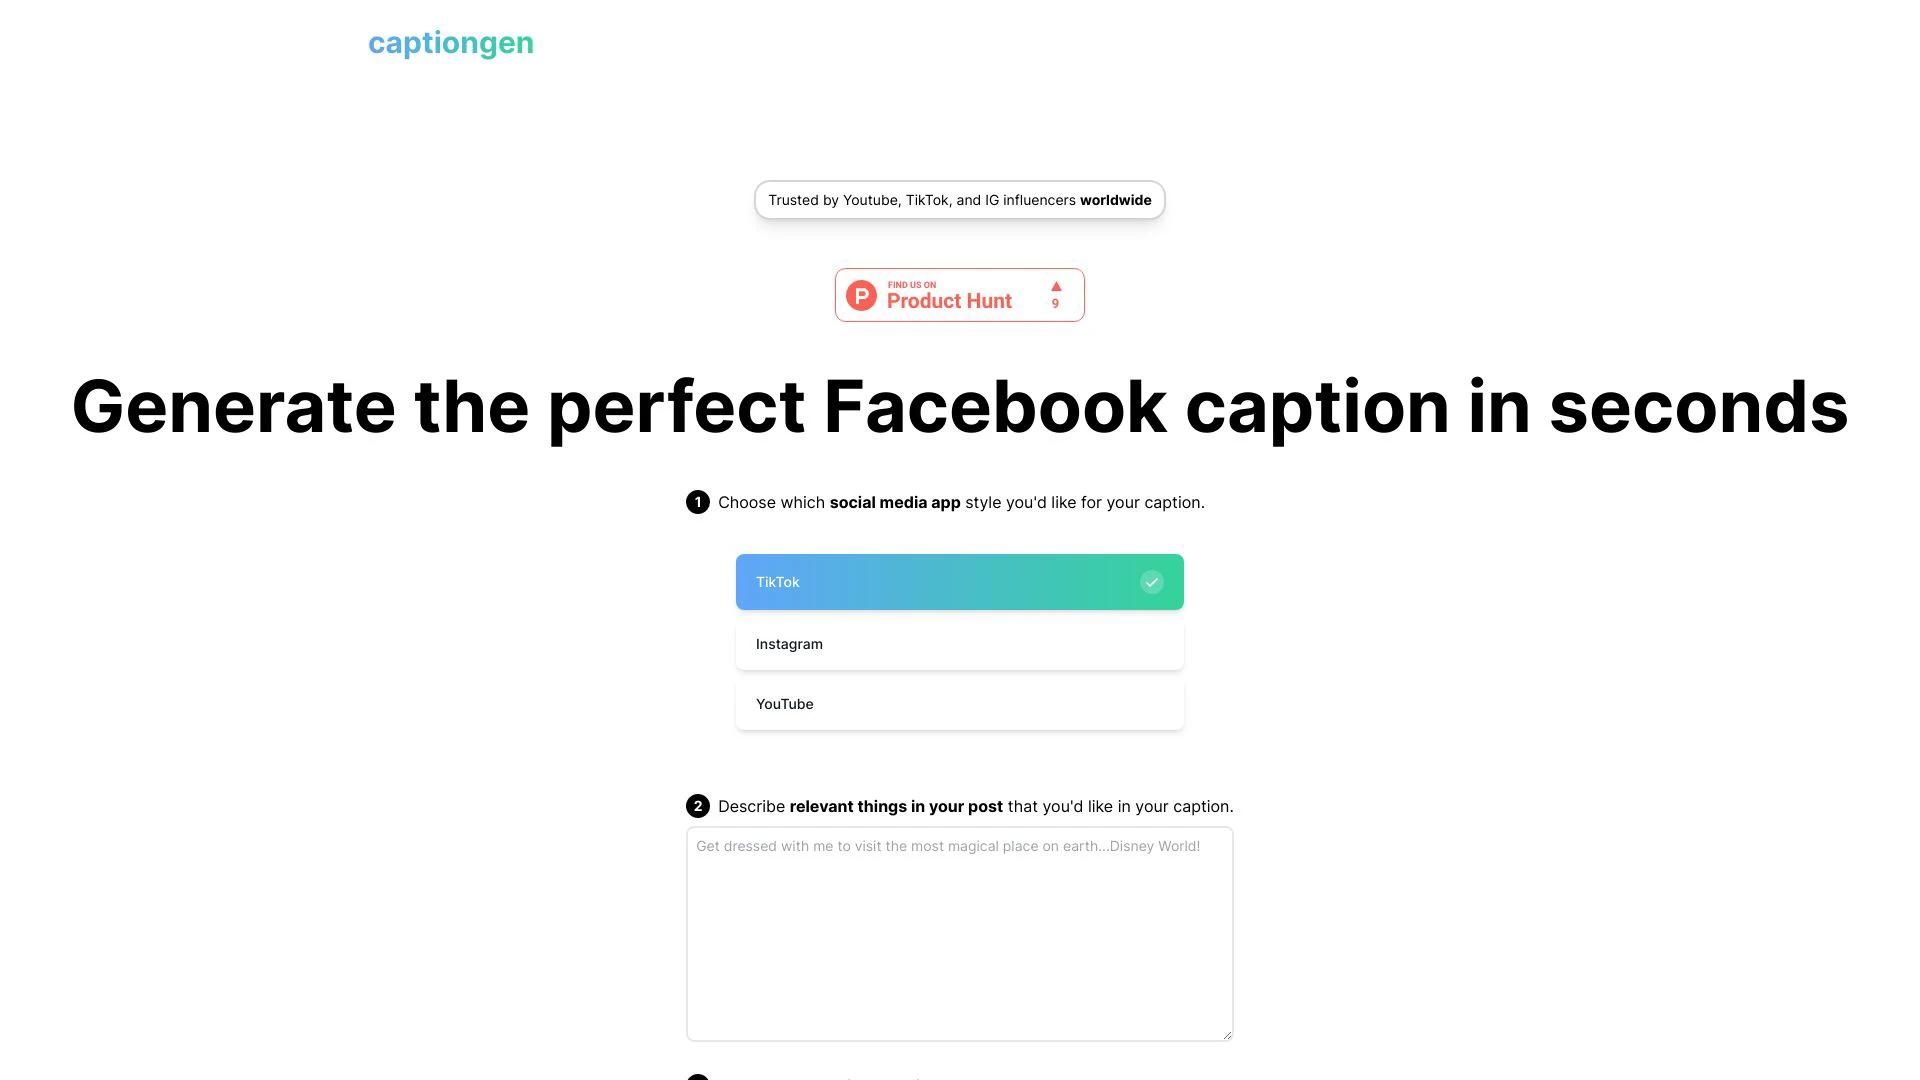 captiongen
Trusted by Youtube, TikTok, and IG influencers worldwide
FIND US ON
Product Hunt
9
Generate the perfect Facebook caption in seconds
1 Choose which social media app style you'd like for your caption.
TikTok
Instagram
YouTube
2 Describe relevant things in your post that you'd like in your caption.
Get dressed with me to visit the most magical place on earth...Disney World!